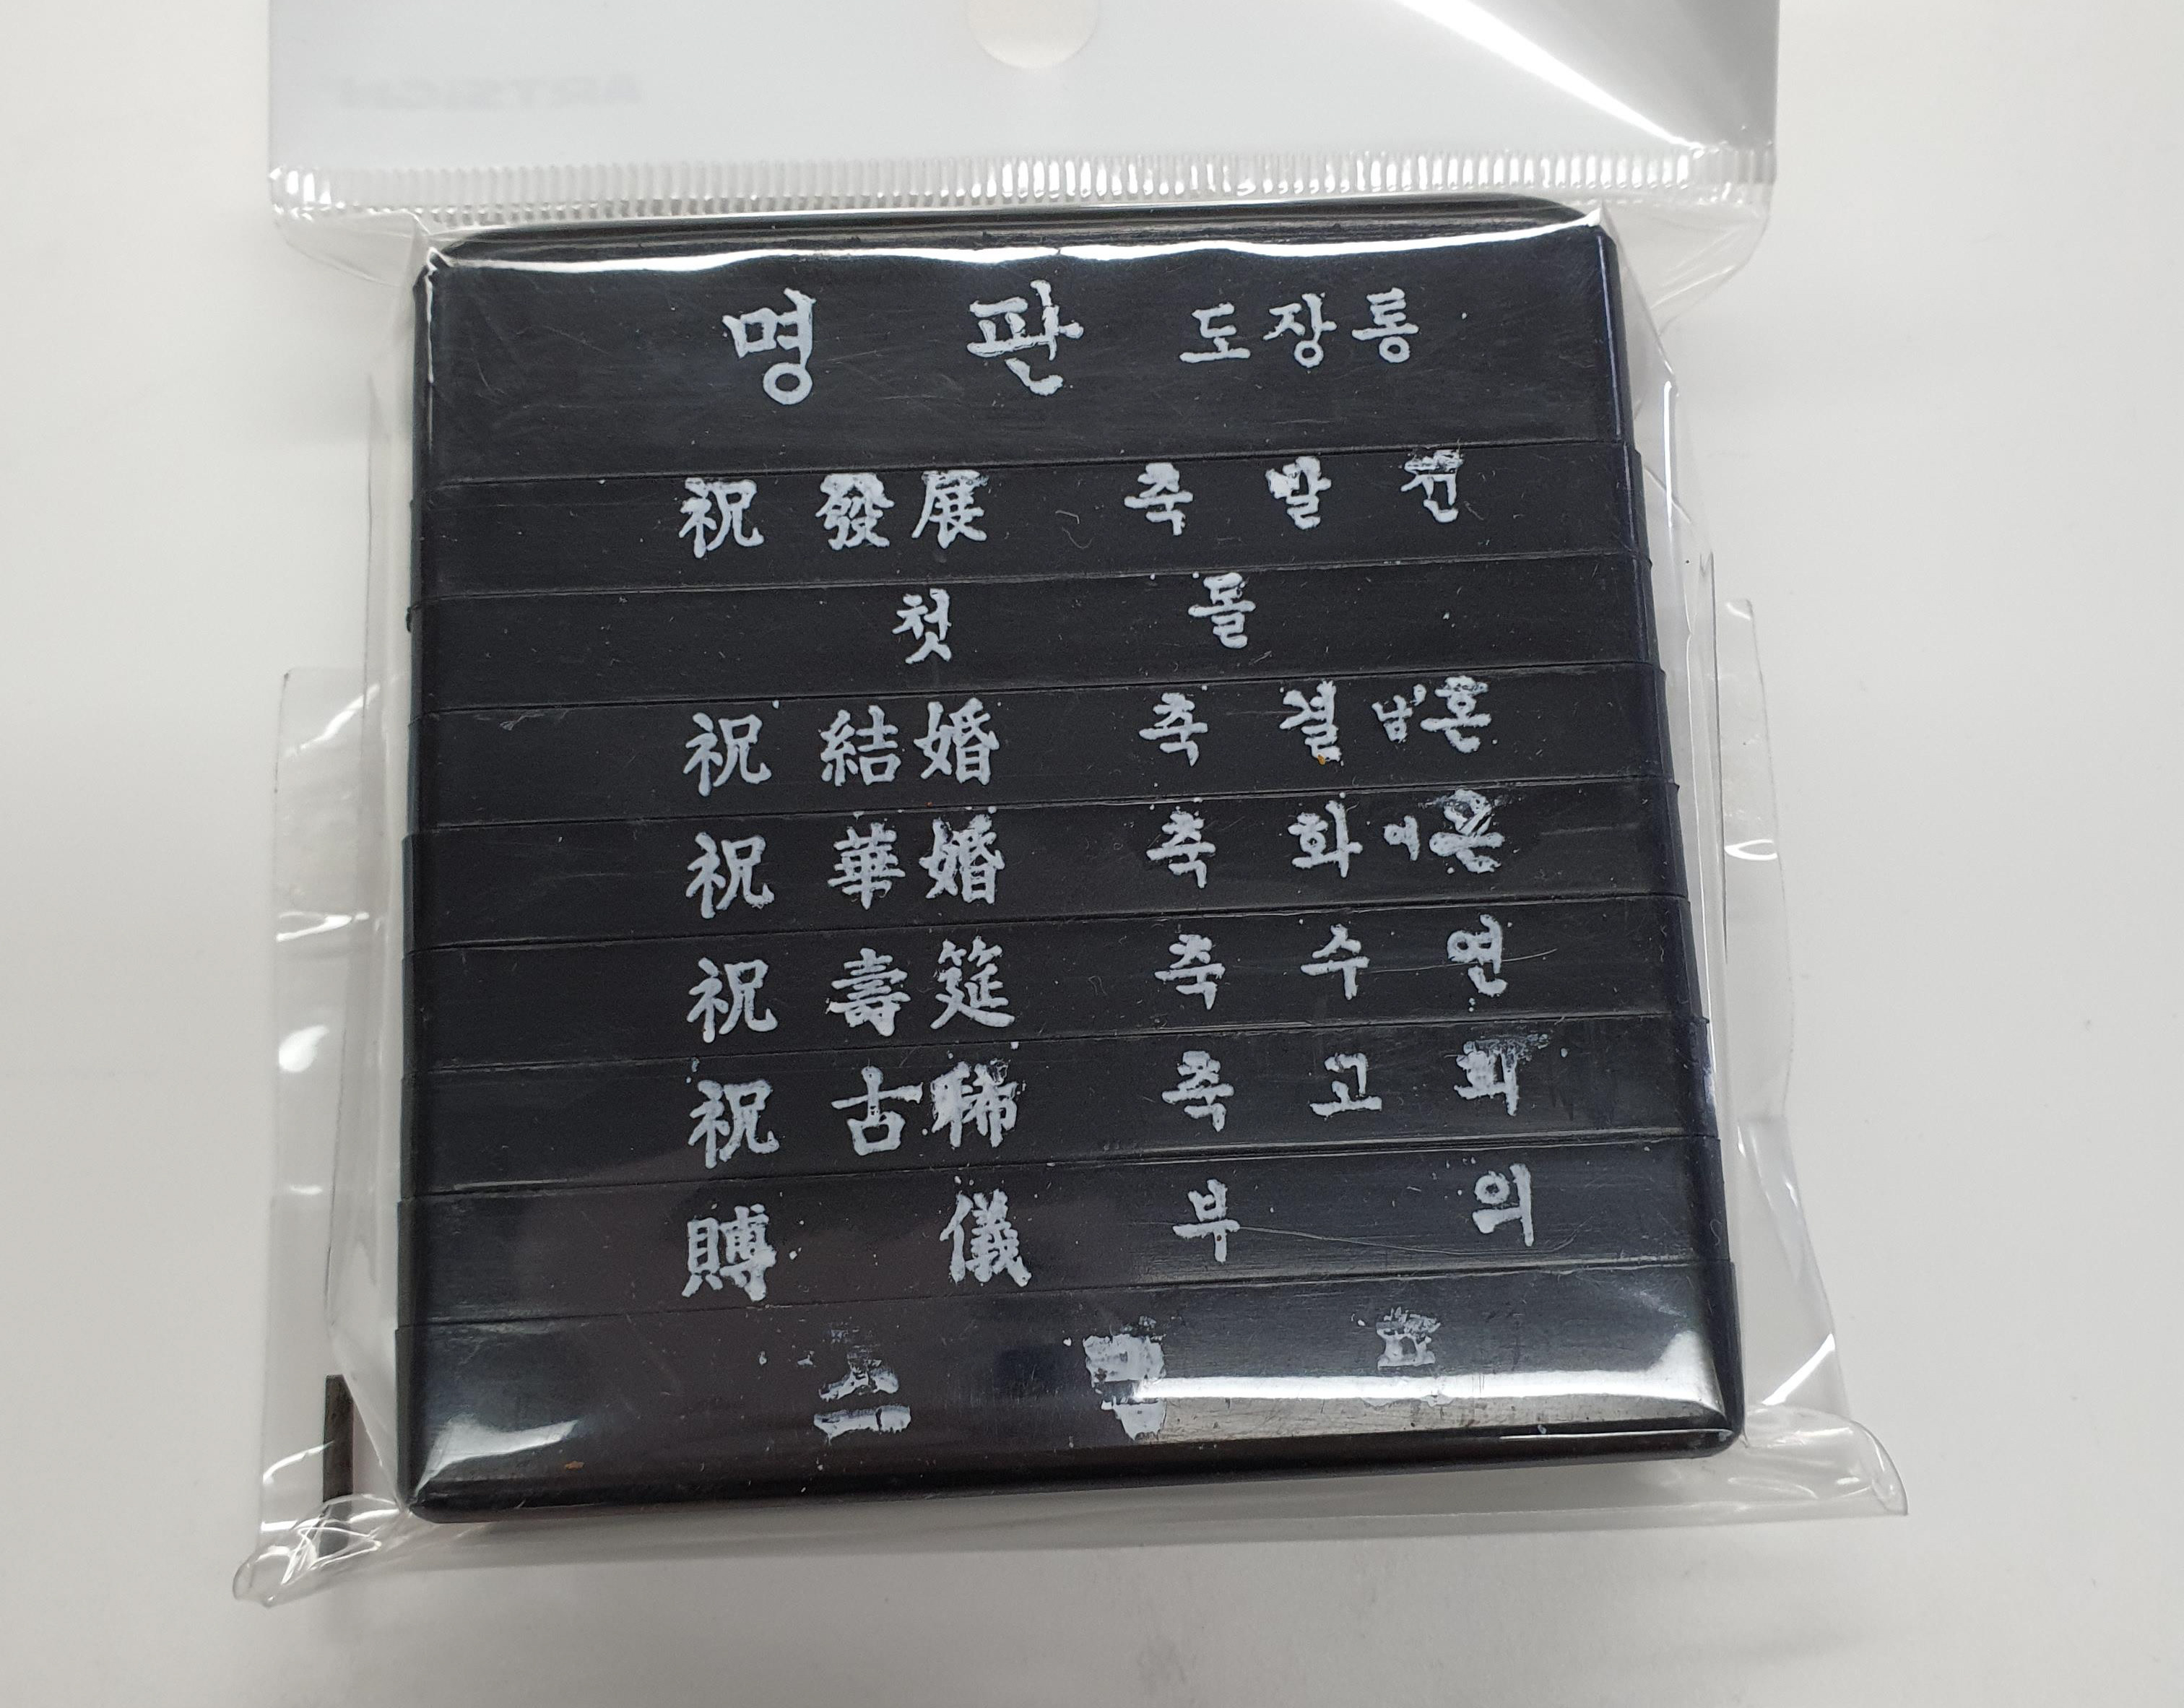 명 판 도장통
祝 發展 축 발 전
첫 돌
祝 結婚 축 결 남 혼
祝 華婚 축 화 여 혼
祝 壽筵 축 수 연
祝 古稀 축 고 희
賻 儀 부 의